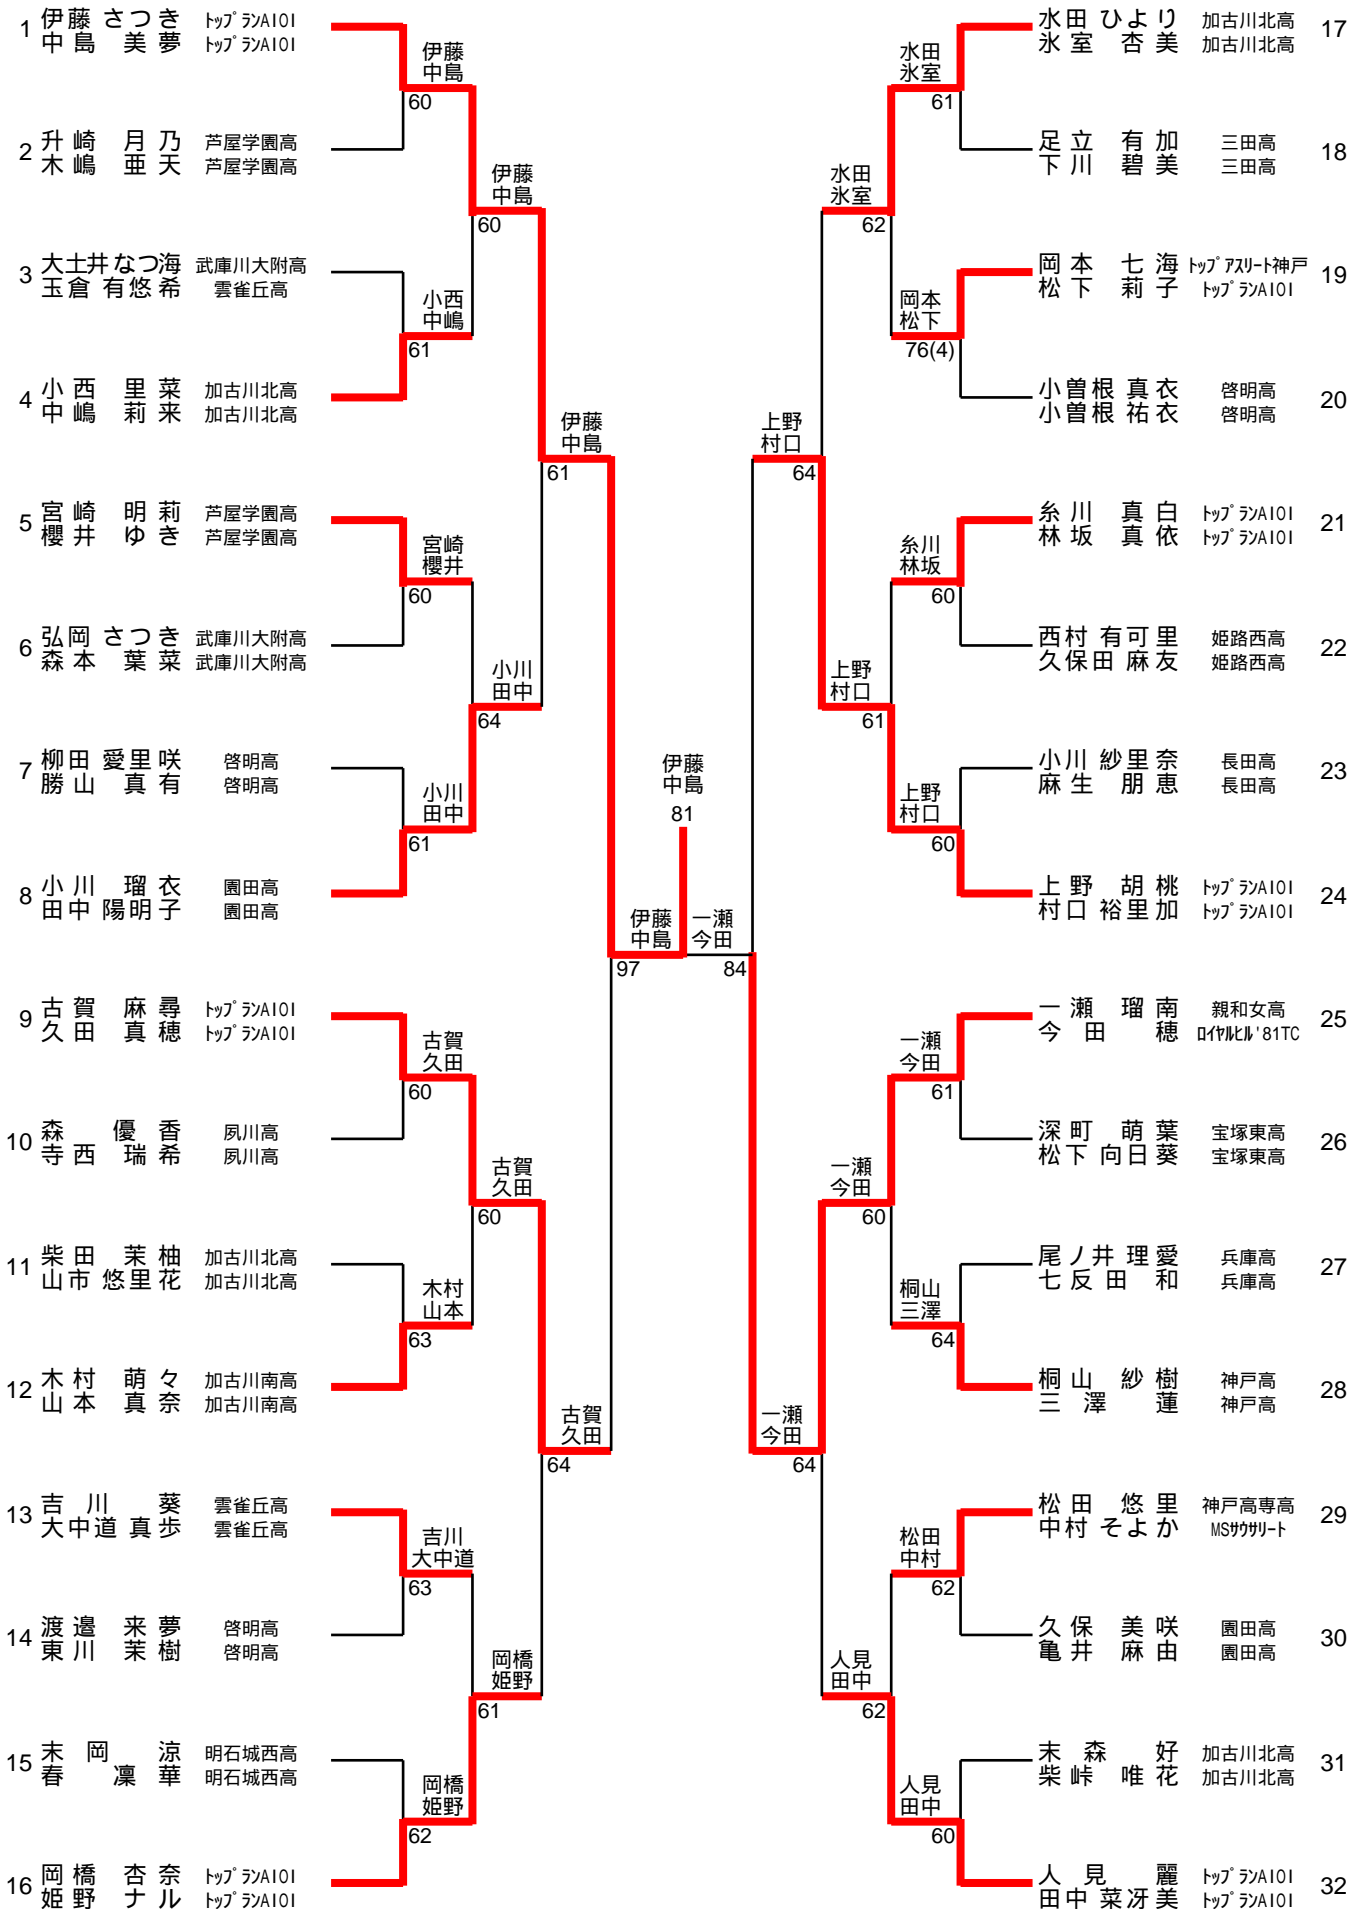 1 伊藤 さつき トップランAIOI
中島 美夢 トップランAIOI
2 升崎 月乃 芦屋学園高
木嶋 亜天 芦屋学園高
3 大土井なつ海 武庫川大附高
玉倉 有悠希 雲雀丘高
4 小西 里菜 加古川北高
中嶋 莉来 加古川北高
5 宮崎 明莉 芦屋学園高
櫻井 ゆき 芦屋学園高
6 弘岡 さつき 武庫川大附高
森本 葉菜 武庫川大附高
7 柳田 愛里咲 啓明高
勝山 真有 啓明高
8 小川 瑠衣 園田高
田中 陽明子 園田高
9 古賀 麻尋 トップランAIOI
久田 真穂 トップランAIOI
10 森 優香 夙川高
寺西 瑞希 夙川高
11 柴田 茉柚 加古川北高
山市 悠里花 加古川北高
12 木村 萌々 加古川南高
山本 真奈 加古川南高
13 吉川 葵 雲雀丘高
大中道 真歩 雲雀丘高
14 渡邉 来夢 啓明高
東川 茉樹 啓明高
15 末岡 涼 明石城西高
春 凜華 明石城西高
16 岡橋 杏奈 トップランAIOI
姫野 ナル トップランAIOI
伊藤
中島
60
小西
中嶋
61
宮崎
櫻井
60
小川
田中
61
古賀
久田
60
木村
山本
63
吉川
大中道
63
岡橋
姫野
62
伊藤
中島
60
小川
田中
64
古賀
久田
60
岡橋
姫野
61
伊藤
中島
61
古賀
久田
64
伊藤
中島
97
伊藤
中島
81
一瀬
今田
84
上野
村口
64
一瀬
今田
64
水田
氷室
62
上野
村口
61
一瀬
今田
60
人見
田中
62
水田
氷室
61
岡本
松下
76(4)
糸川
林坂
60
上野
村口
60
一瀬
今田
61
桐山
三澤
64
松田
中村
62
人見
田中
60
水田 ひより 加古川北高 17
氷室 杏美 加古川北高
足立 有加 三田高 18
下川 碧美 三田高
岡本 七海 トップアスリート神戸 19
松下 莉子 トップランAIOI
小曽根 真衣 啓明高 20
小曽根 祐衣 啓明高
糸川 真白 トップランAIOI 21
林坂 真依 トップランAIOI
西村 有可里 姫路西高 22
久保田 麻友 姫路西高
小川 紗里奈 長田高 23
麻生 朋恵 長田高
上野 胡桃 トップランAIOI 24
村口 裕里加 トップランAIOI
一瀬 瑠南 親和女高 25
今田 穂 ロイヤルヒル'81TC
深町 萌葉 宝塚東高 26
松下 向日葵 宝塚東高
尾ノ井 理愛 兵庫高 27
七反田 和 兵庫高
桐山 紗樹 神戸高 28
三澤 蓮 神戸高
松田 悠里 神戸高専高 29
中村 そよか MSサウサリート
久保 美咲 園田高 30
亀井 麻由 園田高
末森 好 加古川北高 31
柴峠 唯花 加古川北高
人見 麗 トップランAIOI 32
田中 菜冴美 トップランAIOI